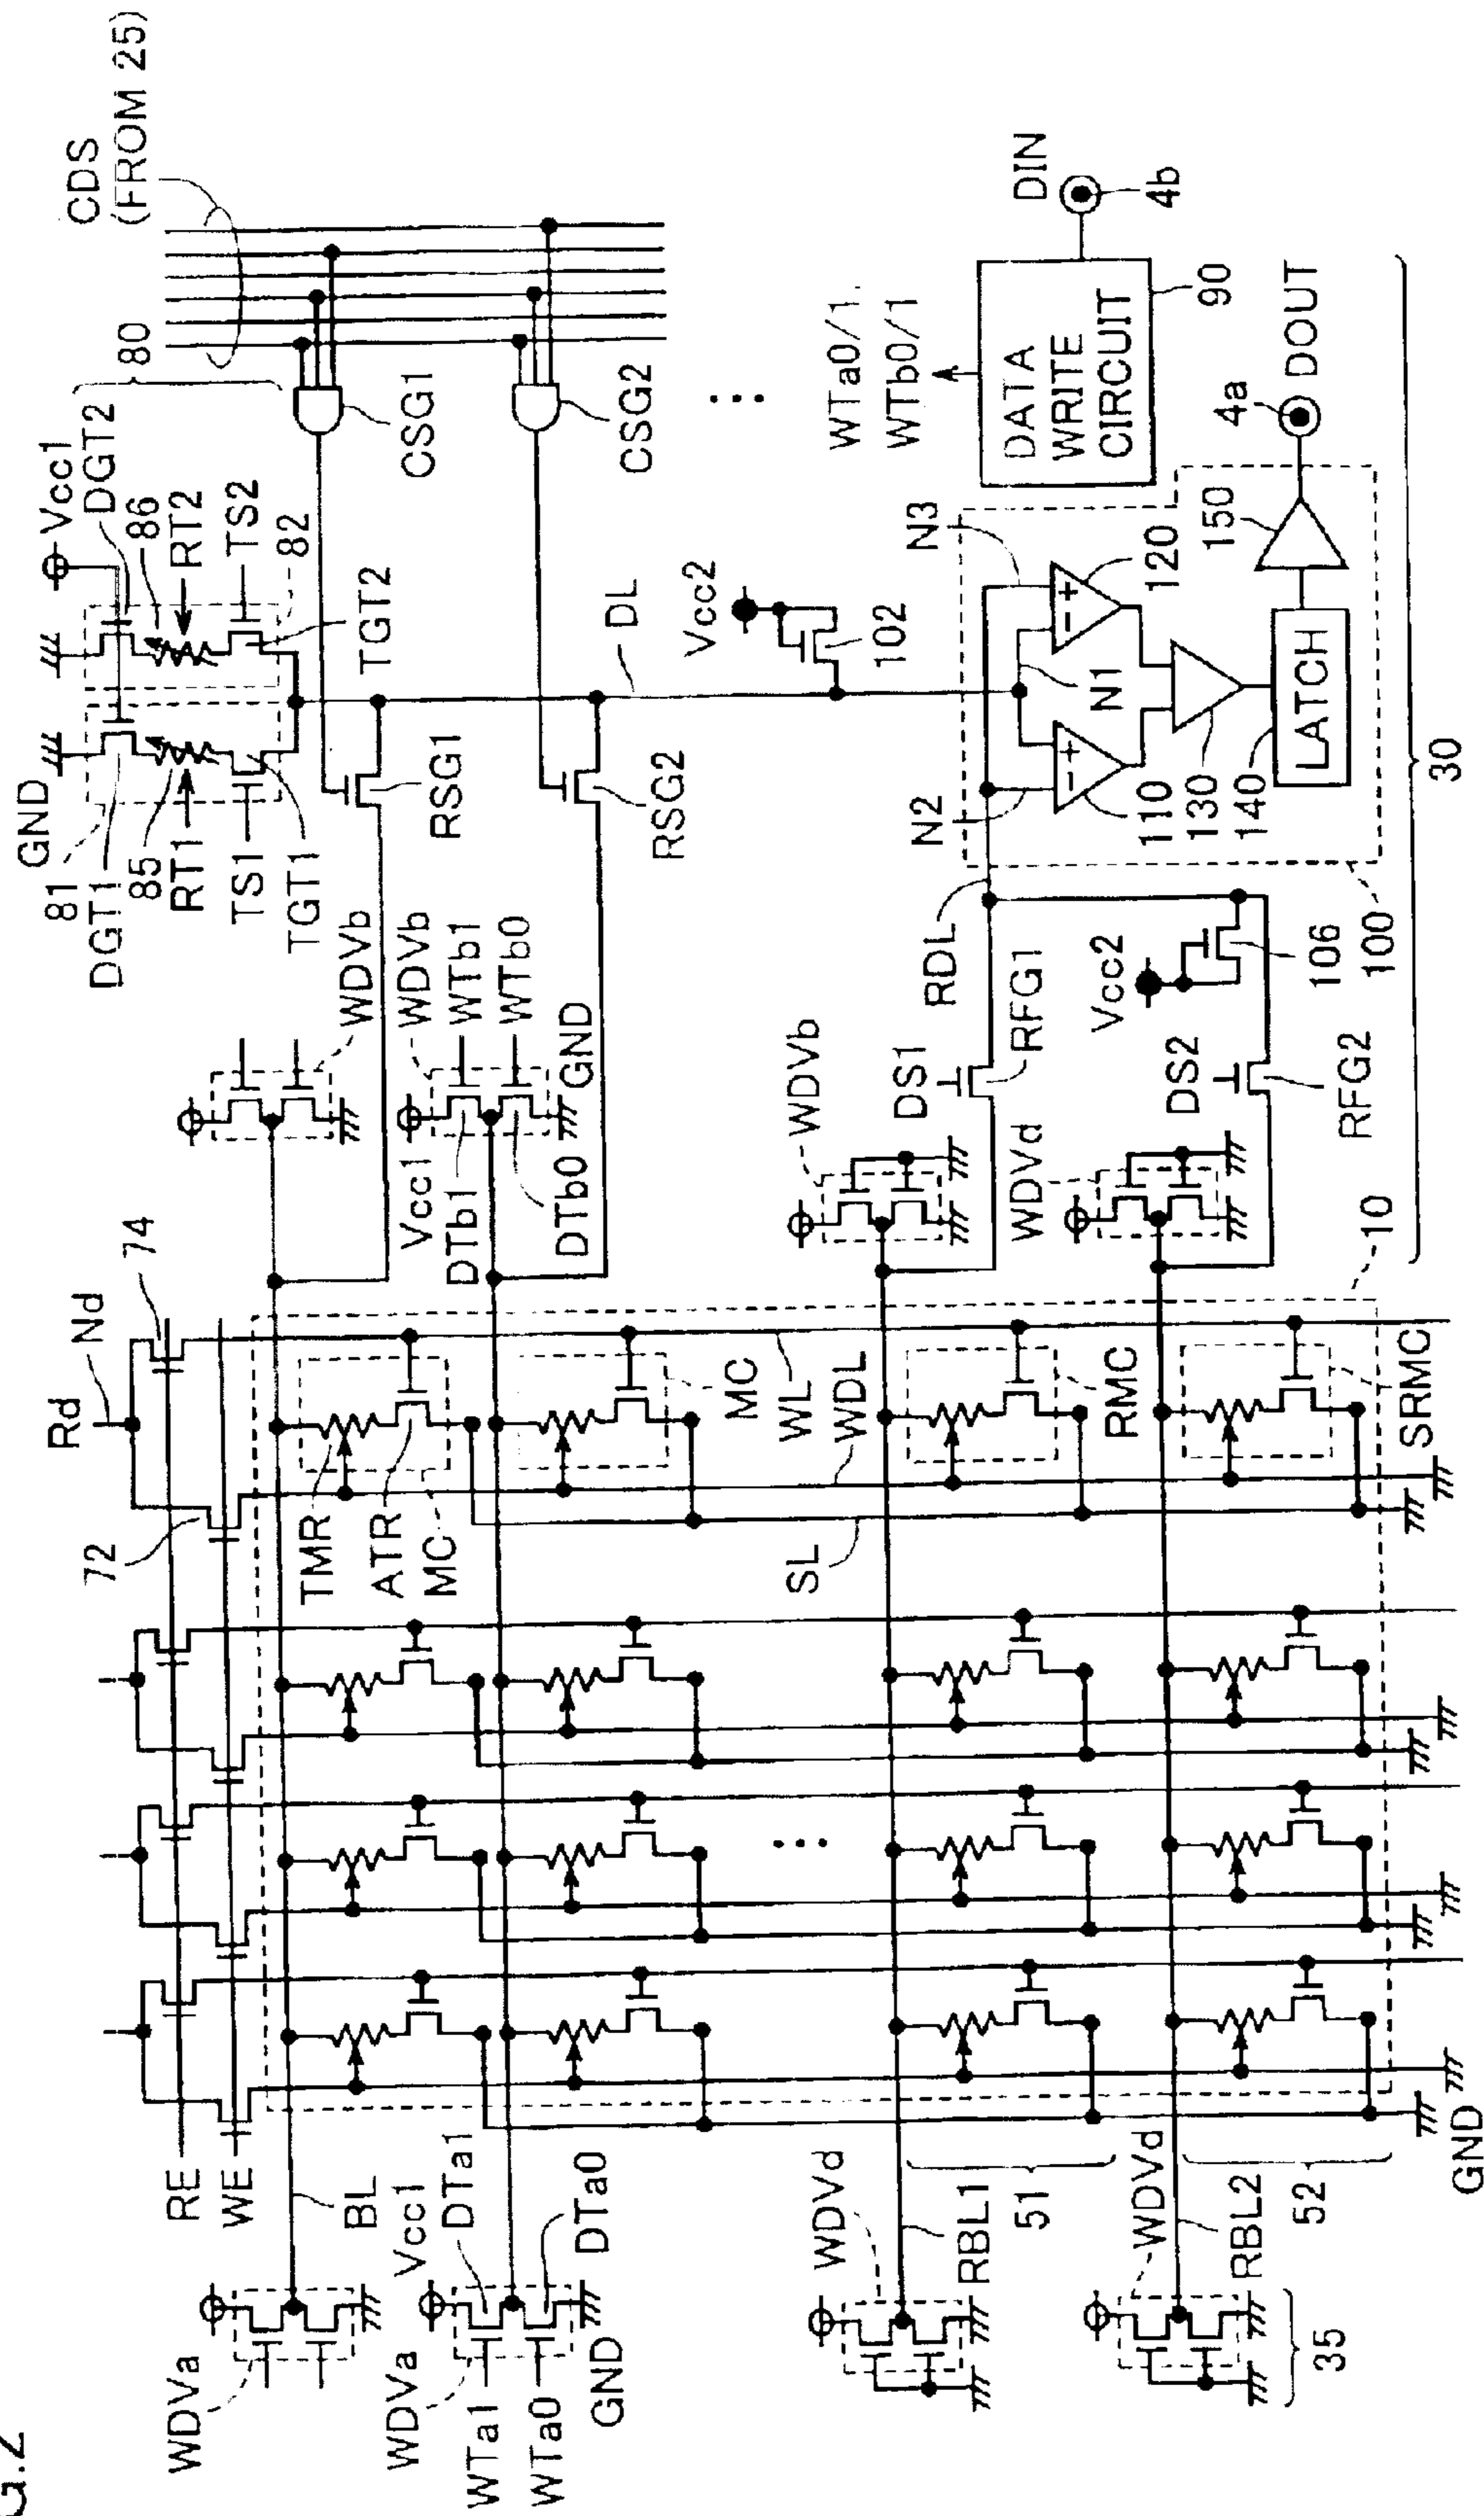 G.2
GND
81
DGT1
85
RT1
TS1
TGT1
Vcc1
DGT2
86
RT2
TS2
82
TGT2
80
CDS
(FROM 25)
CSG1
CSG2
RSG1
RSG2
DL
Vcc2
102
WDVb
WDVb
WTb1
WTb0
Vcc1
DTb1
DTb0
GND
WTa0/1,
WTb0/1
DATA
WRITE
CIRCUIT
90
DIN
4b
4a
DOUT
N3
N2
N1
110
120
130
140
150
LATCH
100
30
RDL
RFG1
DS1
WDVb
Vcc2
106
DS2
RFG2
WDVd
10
Rd
Nd
74
72
TMR
ATR
MC
MC
WL
WDL
SL
RMC
SRMC
RE
WE
BL
WDVa
Vcc1
DTa1
WDVa
WTa1
WTa0
DTa0
GND
WDVd
RBL1
51
WDVd
RBL2
52
35
GND